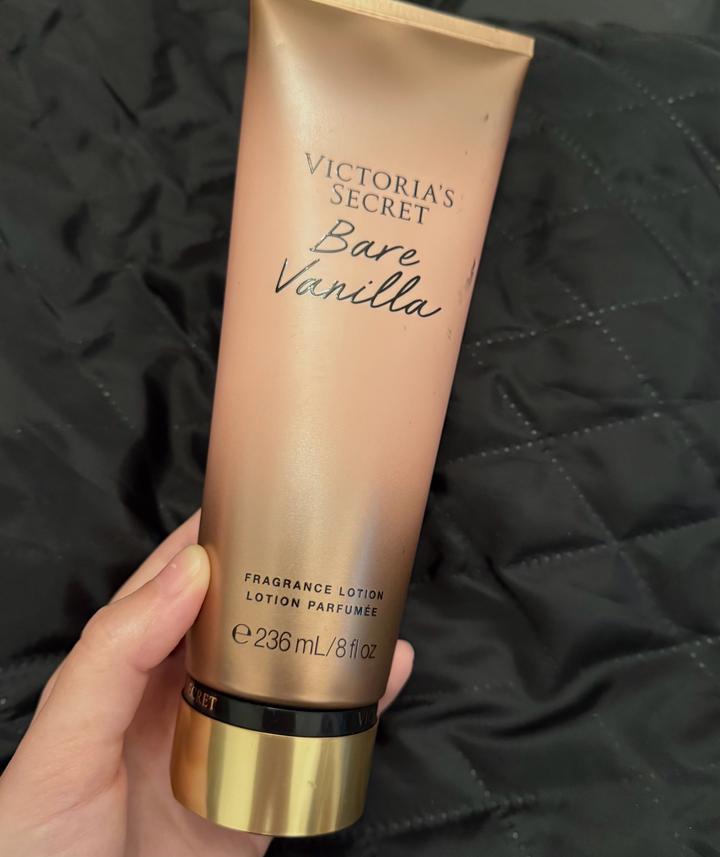 VICTORIA'S
SECRET
Bare
Vanilla
FRAGRANCE LOTION
LOTION PARFUMÉE
℮ 236 mL/8 fl oz